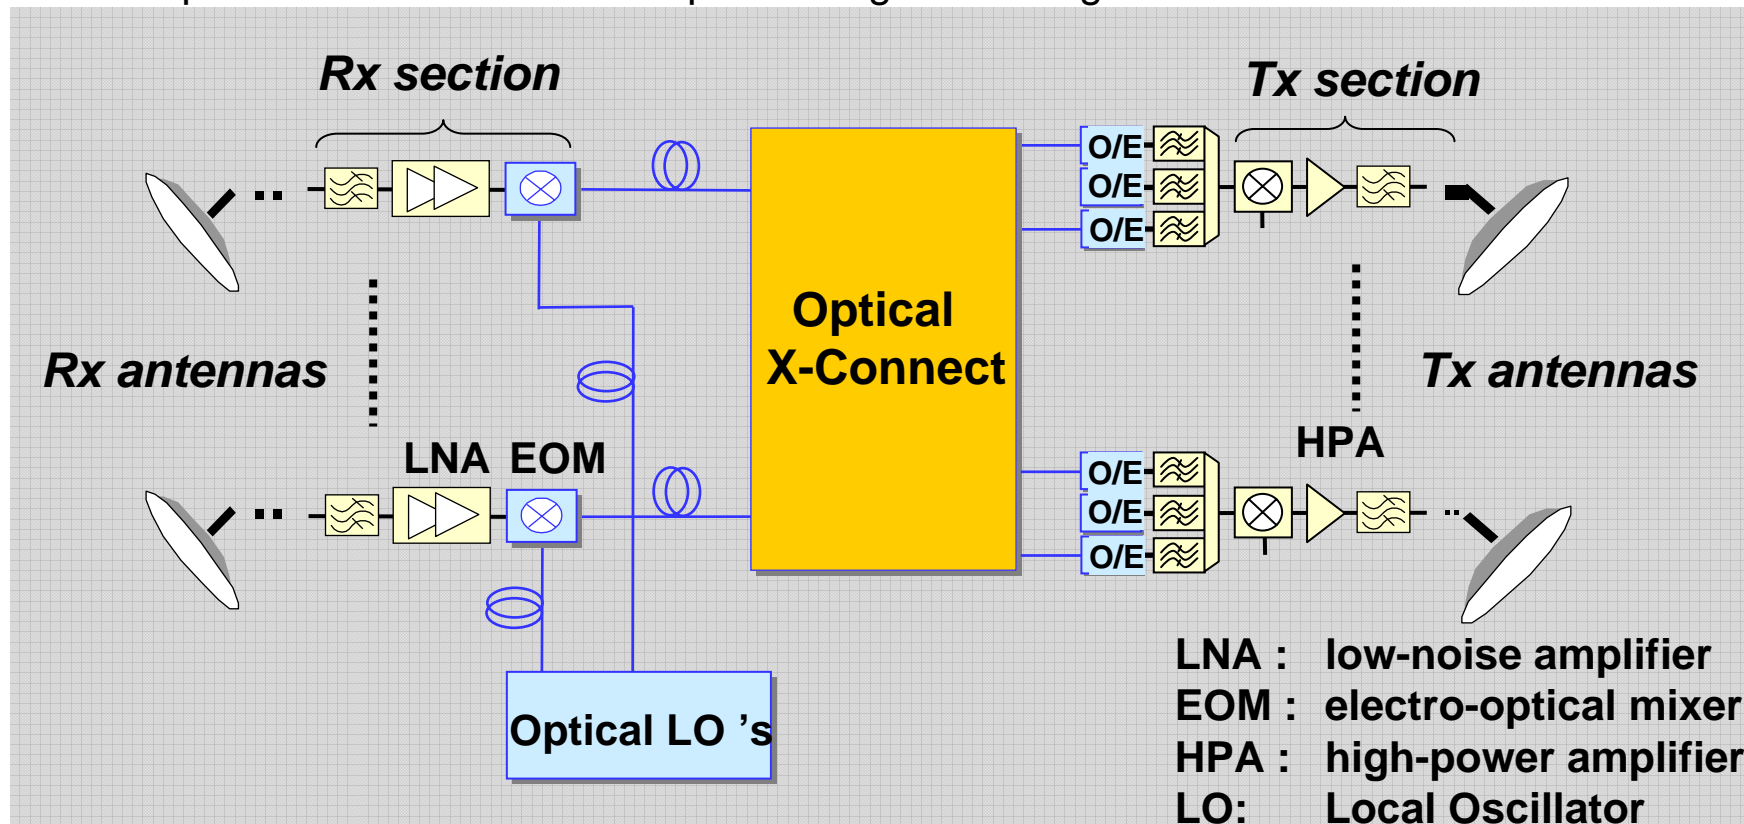 Rx section
Tx section
O/E
O/E
O/E
Optical
X-Connect
Rx antennas
Tx antennas
LNA EOM
HPA
O/E
O/E
O/E
Optical LO 's
LNA : low-noise amplifier
EOM : electro-optical mixer
HPA : high-power amplifier
LO: Local Oscillator